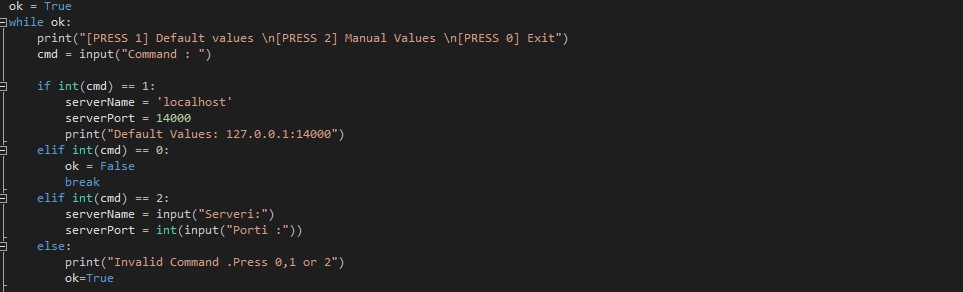 ok = True
while ok:
    print("[PRESS 1] Default values \n[PRESS 2] Manual Values \n[PRESS 0] Exit")
    cmd = input("Command : ")

    if int(cmd) == 1:
        serverName = 'localhost'
        serverPort = 14000
        print("Default Values: 127.0.0.1:14000")
    elif int(cmd) == 0:
        ok = False
        break
    elif int(cmd) == 2:
        serverName = input("Serveri:")
        serverPort = int(input("Porti :"))
    else:
        print("Invalid Command .Press 0,1 or 2")
        ok=True